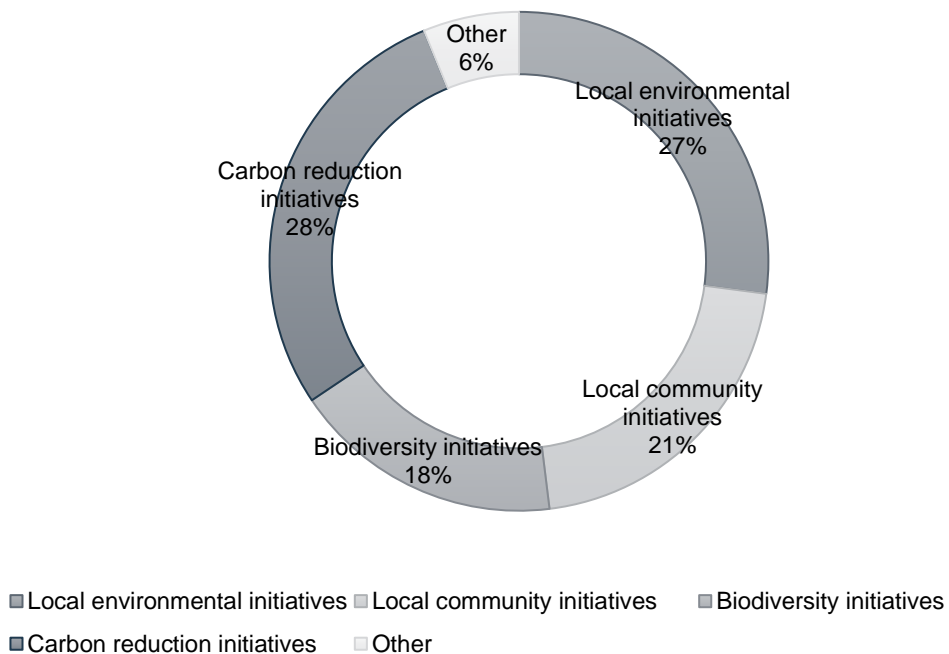 Other
6%
Local environmental
initiatives
27%
Carbon reduction
initiatives
28%
Local community
initiatives
21%
Biodiversity initiatives
18%
Local environmental initiatives
Local community initiatives
Biodiversity initiatives
Carbon reduction initiatives
Other